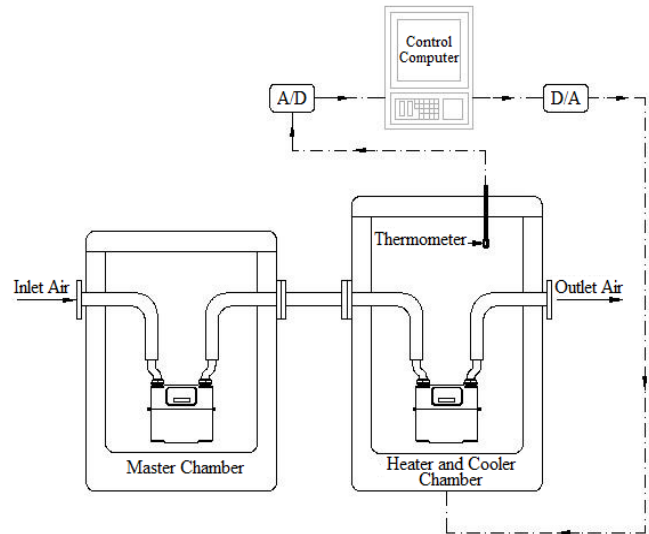 Control
Computer
A/D
D/A
Thermometer
Inlet Air
Outlet Air
Master Chamber
Heater and Cooler
Chamber